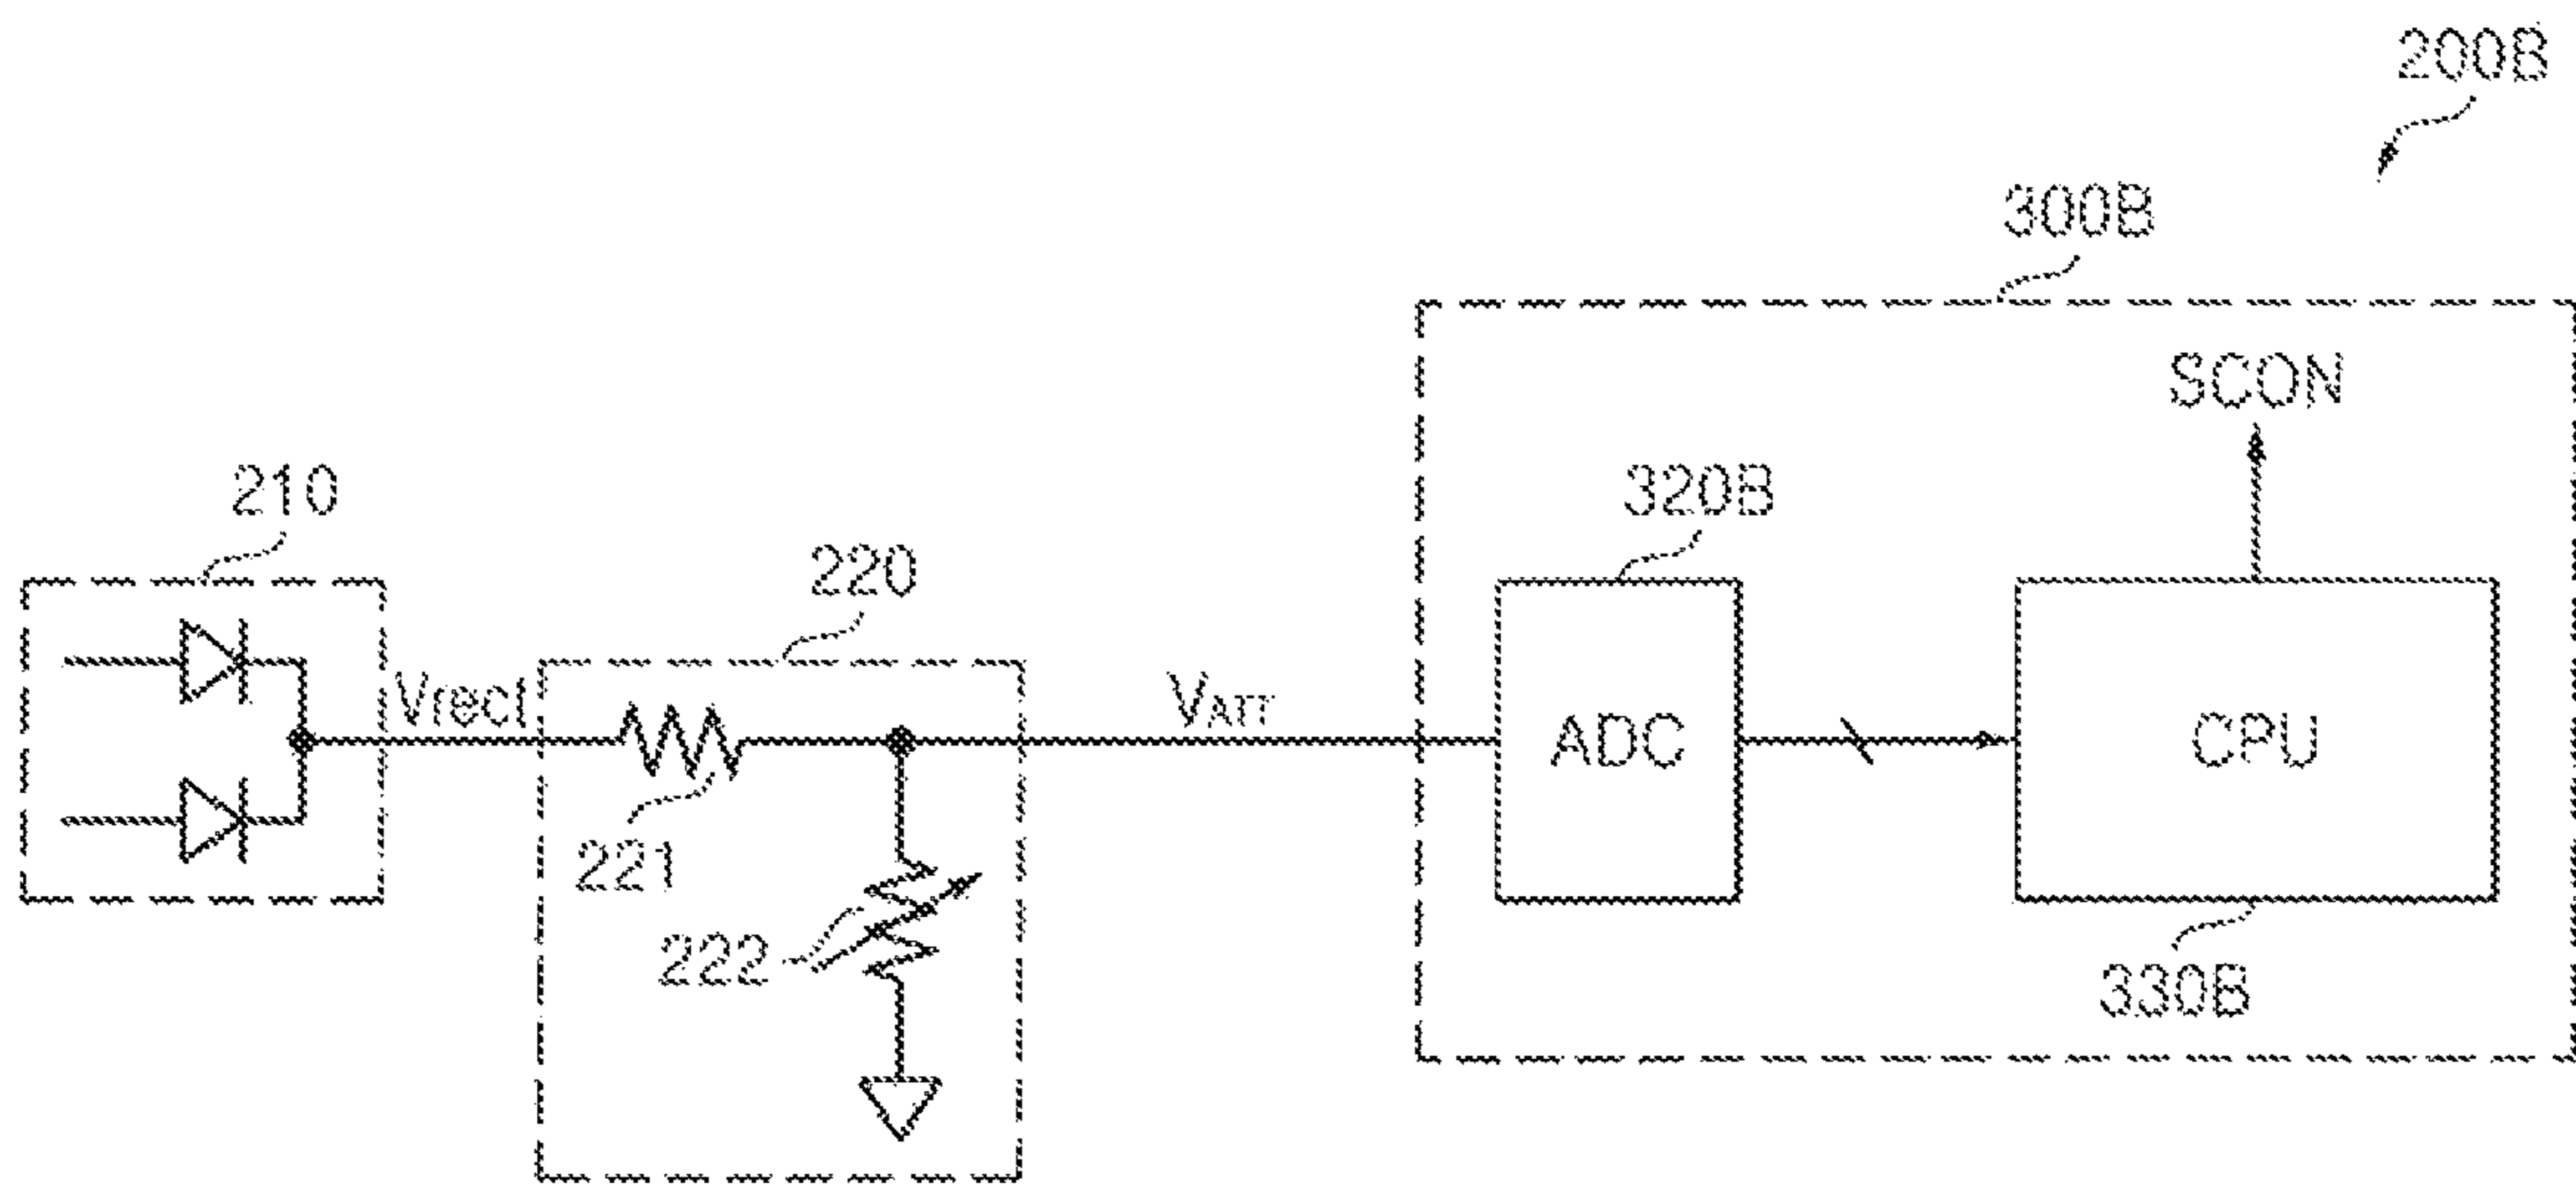 200B
300B
SCON
320B
210
220
Vrect
VATT
ADC
CPU
221
222
330B